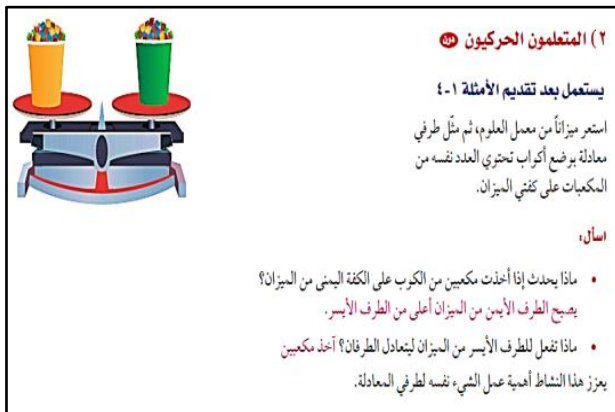 ٢) المتعلمون الحركيون دون
يستعمل بعد تقديم الأمثلة ١-٤
استعر ميزاناً من معمل العلوم، ثم مثّل طرفي
معادلة بوضع أكواب تحتوي العدد نفسه من
المكعبات على كفتي الميزان.
اسأل:
• ماذا يحدث إذا أخذت مكعبين من الكوب على الكفة اليمنى من الميزان؟
يصبح الطرف الأيمن من الميزان أعلى من الطرف الأيسر.
• ماذا تفعل للطرف الأيسر من الميزان ليتعادل الطرفان؟ آخذ مكعبين
يعزز هذا النشاط أهمية عمل الشيء نفسه لطرفي المعادلة.